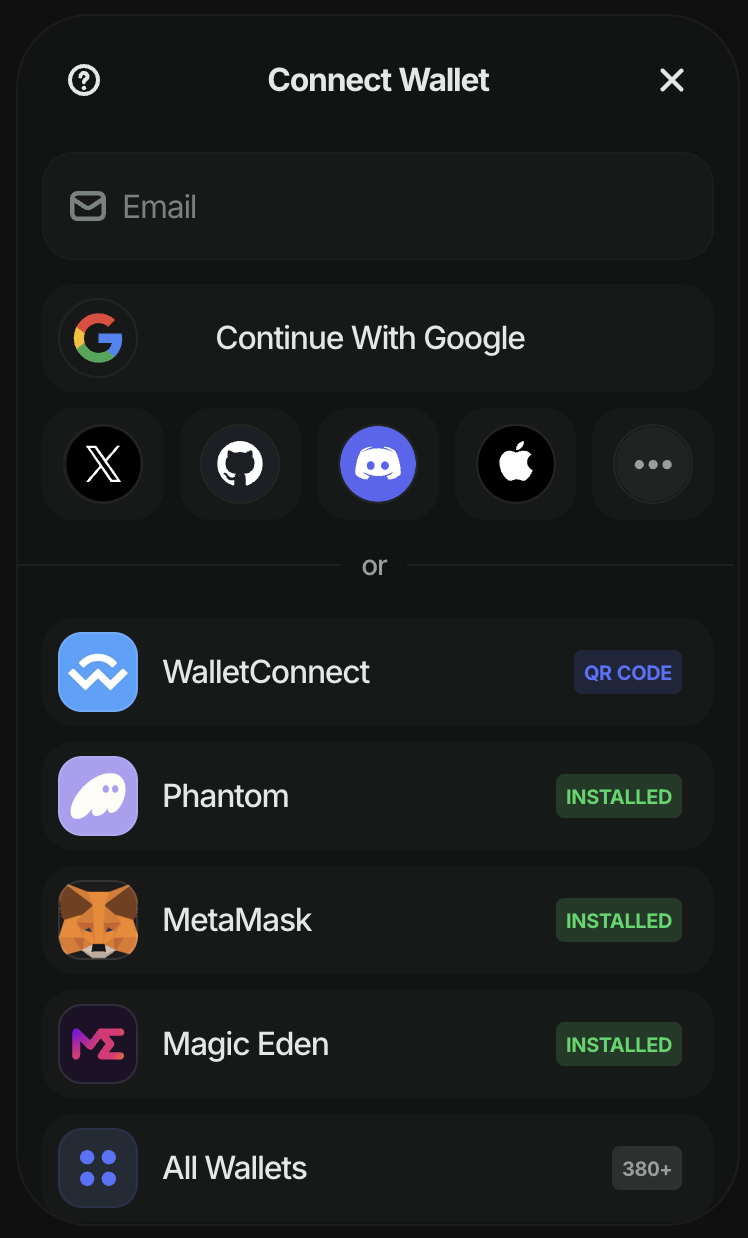 Connect Wallet
Email
Continue With Google
or
WalletConnect
QR CODE
Phantom
INSTALLED
MetaMask
INSTALLED
Magic Eden
INSTALLED
All Wallets
380+